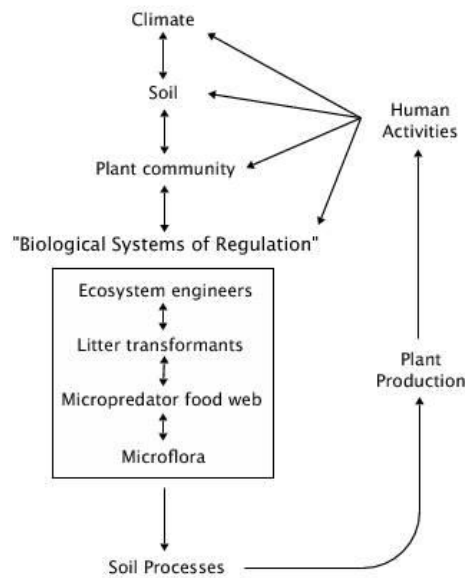 Climate
Soil
Human
Activities
Plant community
"Biological Systems of Regulation"
Ecosystem engineers
Litter transformants
Plant
Production
Micropredator food web
Microflora
Soil Processes